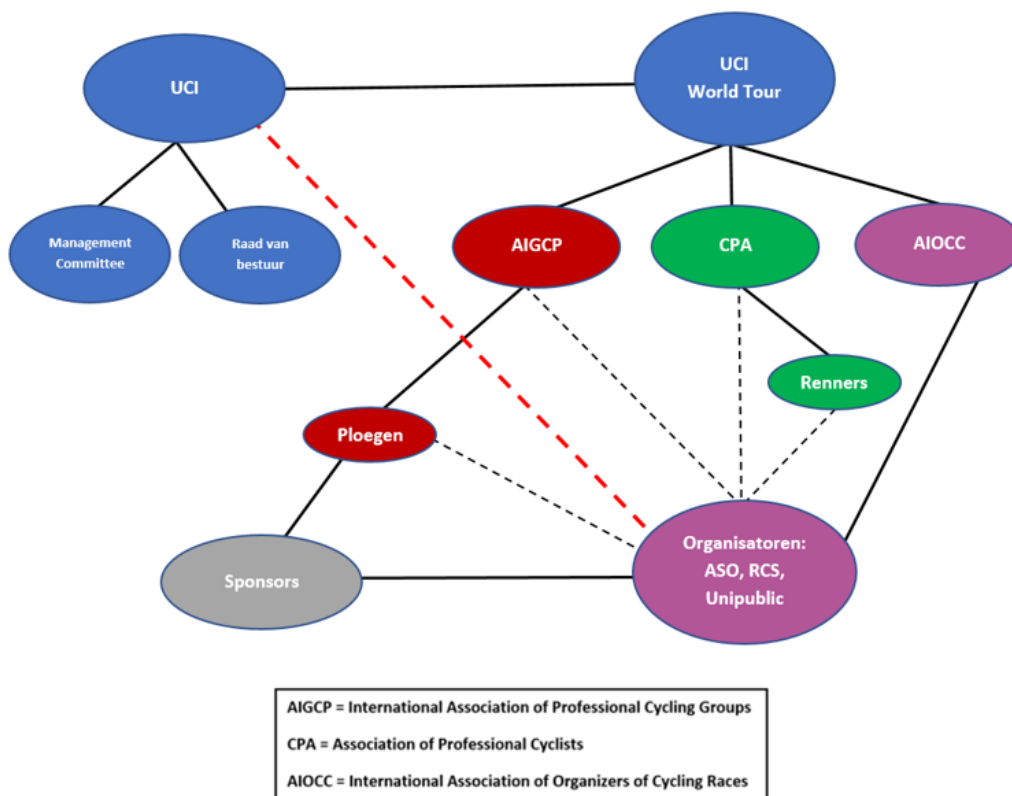 UCI
UCI
World Tour
Management
Committee
Raad van
bestuur
AIGCP
CPA
AIOCC
Renners
Ploegen
Organisatoren:
ASO, RCS,
Unipublic
Sponsors
AIGCP = International Association of Professional Cycling Groups
CPA = Association of Professional Cyclists
AIOCC = International Association of Organizers of Cycling Races